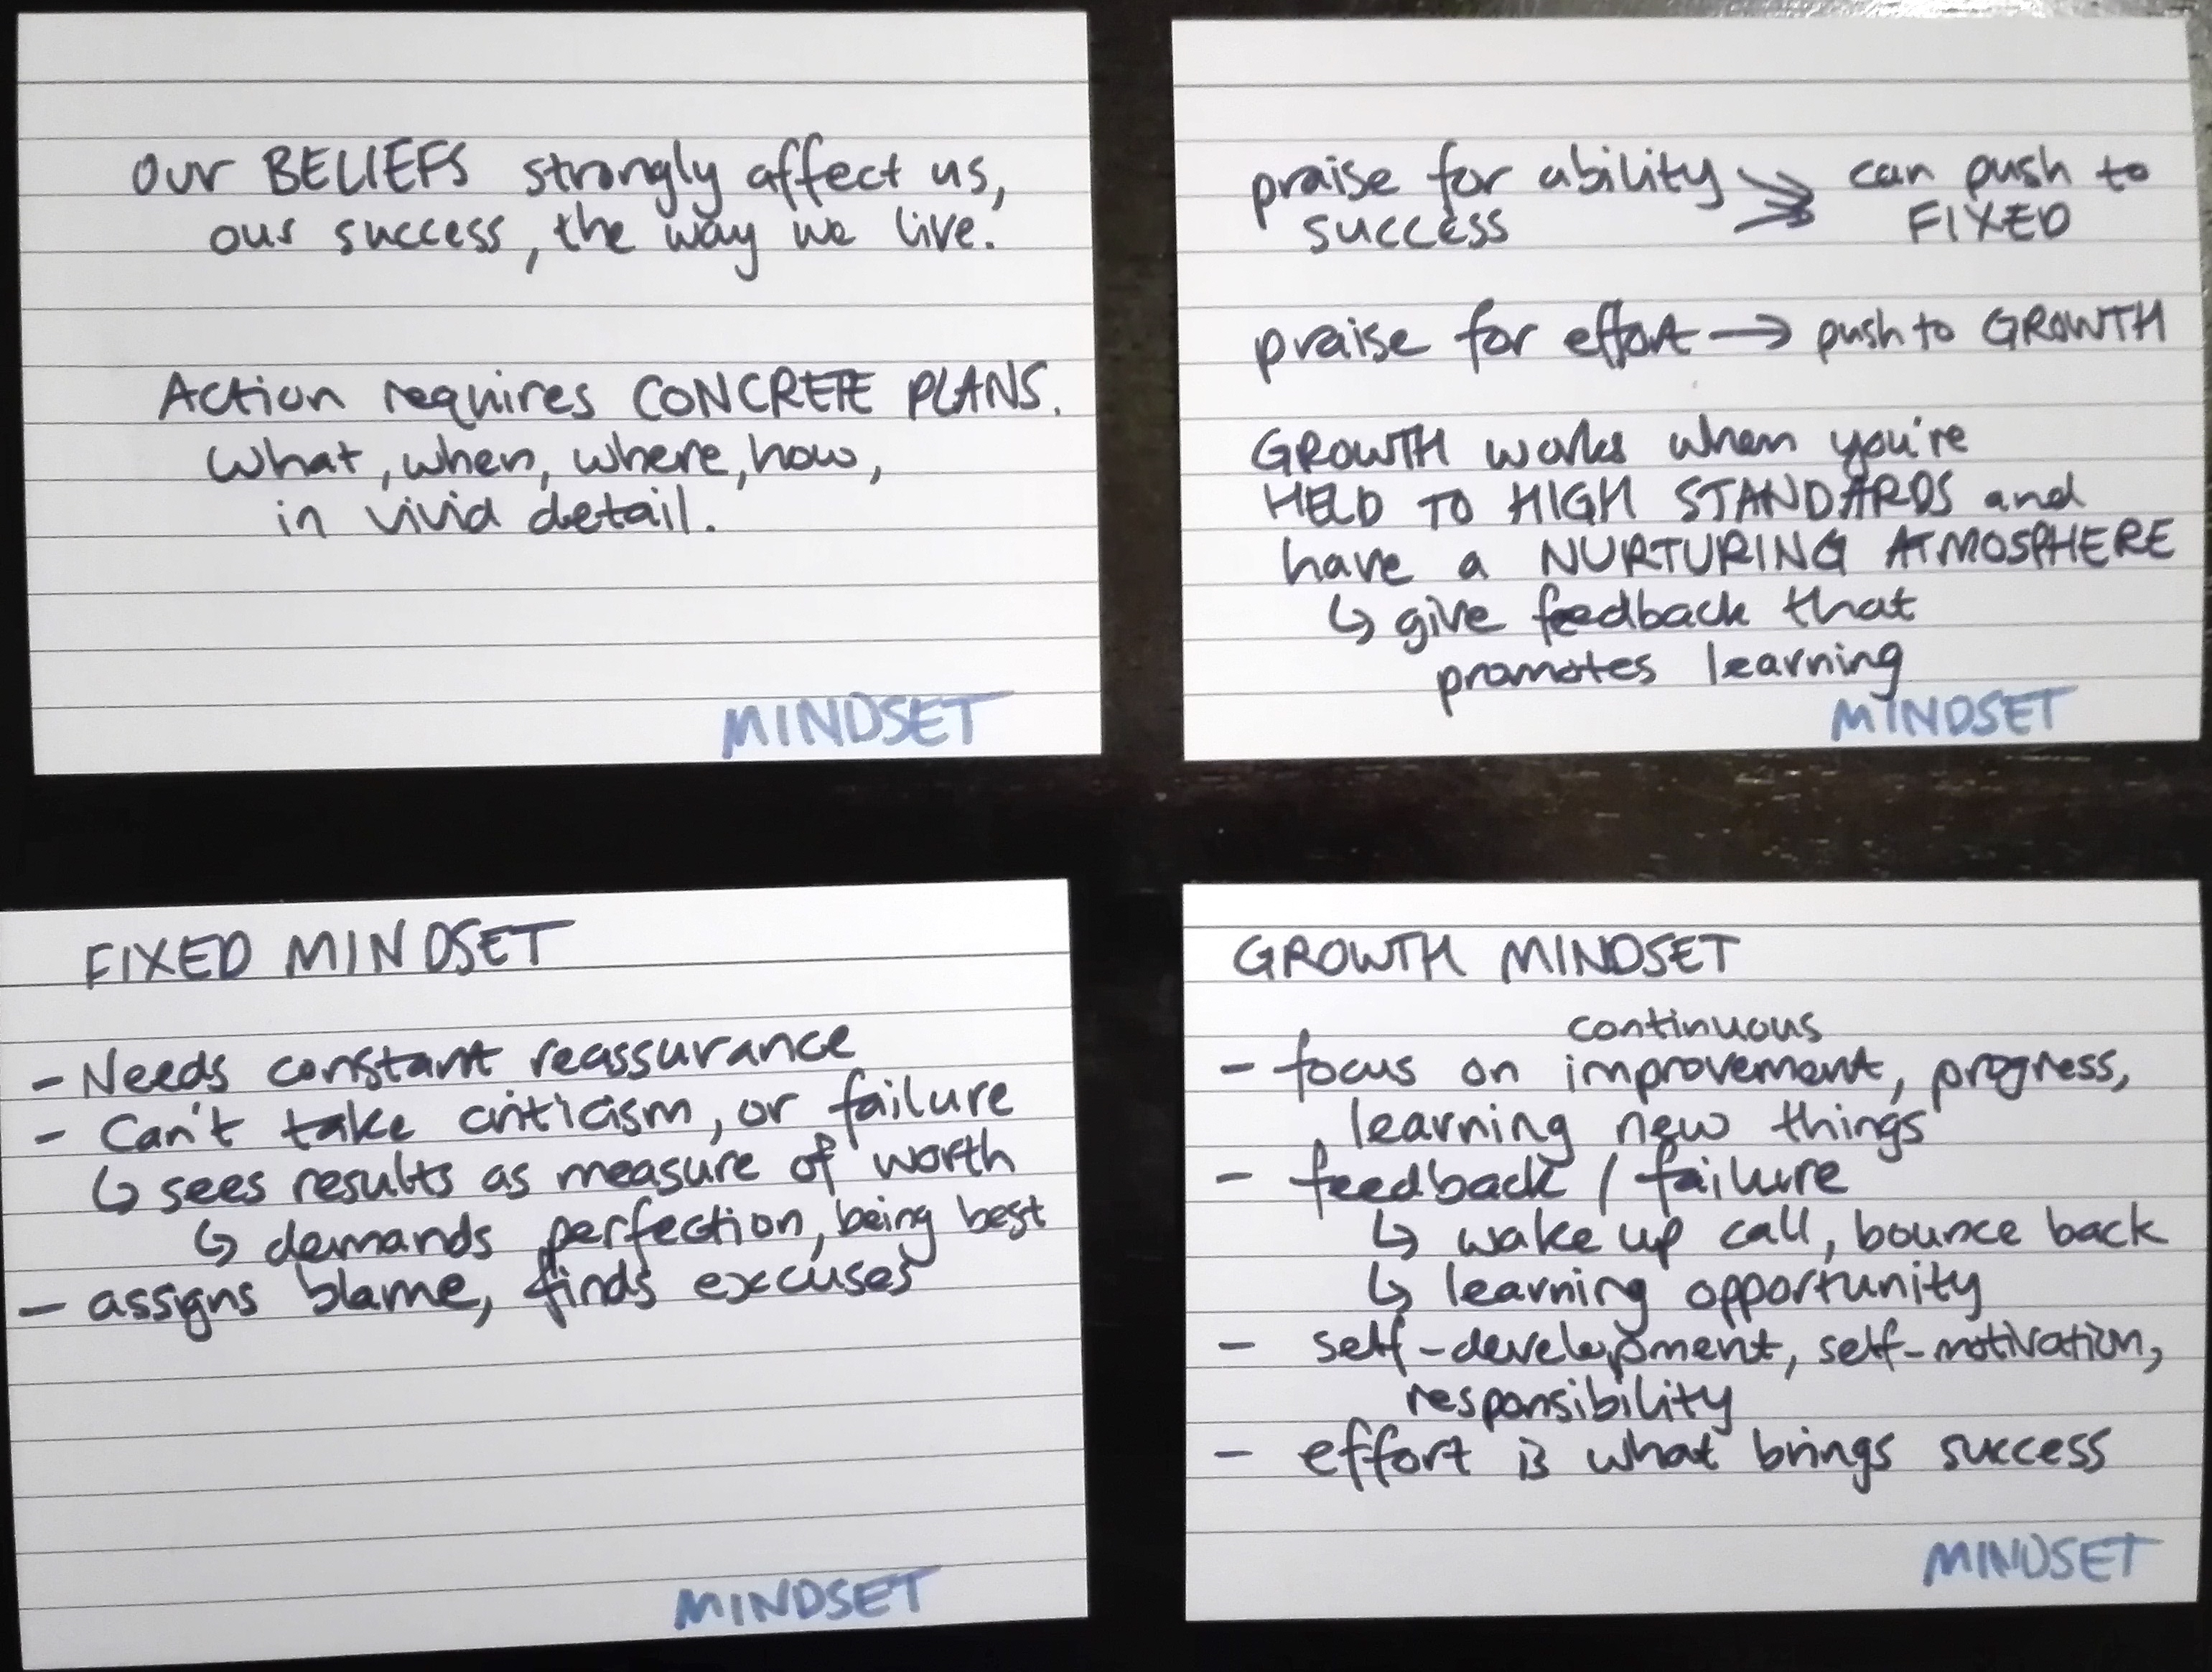 Our BELIEFS strongly affect us,
our success, the way we live.
Action requires CONCRETE PLANS.
What, when, where, how,
in vivid detail.
MINDSET
praise for ability → can push to
success → FIXED
praise for effort → push to GROWTH
GROWTH works when you're
HELD TO HIGH STANDARDS and
have a NURTURING ATMOSPHERE
↳ give feedback that
promotes learning
MINDSET
FIXED MINDSET
- Needs constant reassurance
- Can't take criticism, or failure
↳ sees results as measure of worth
↳ demands perfection, being best
- assigns blame, finds excuses
MINDSET
GROWTH MINDSET
continuous
- focus on improvement, progress,
learning new things
- feedback / failure
↳ wake up call, bounce back
↳ learning opportunity
- self-development, self-motivation,
responsibility
- effort is what brings success
MINDSET